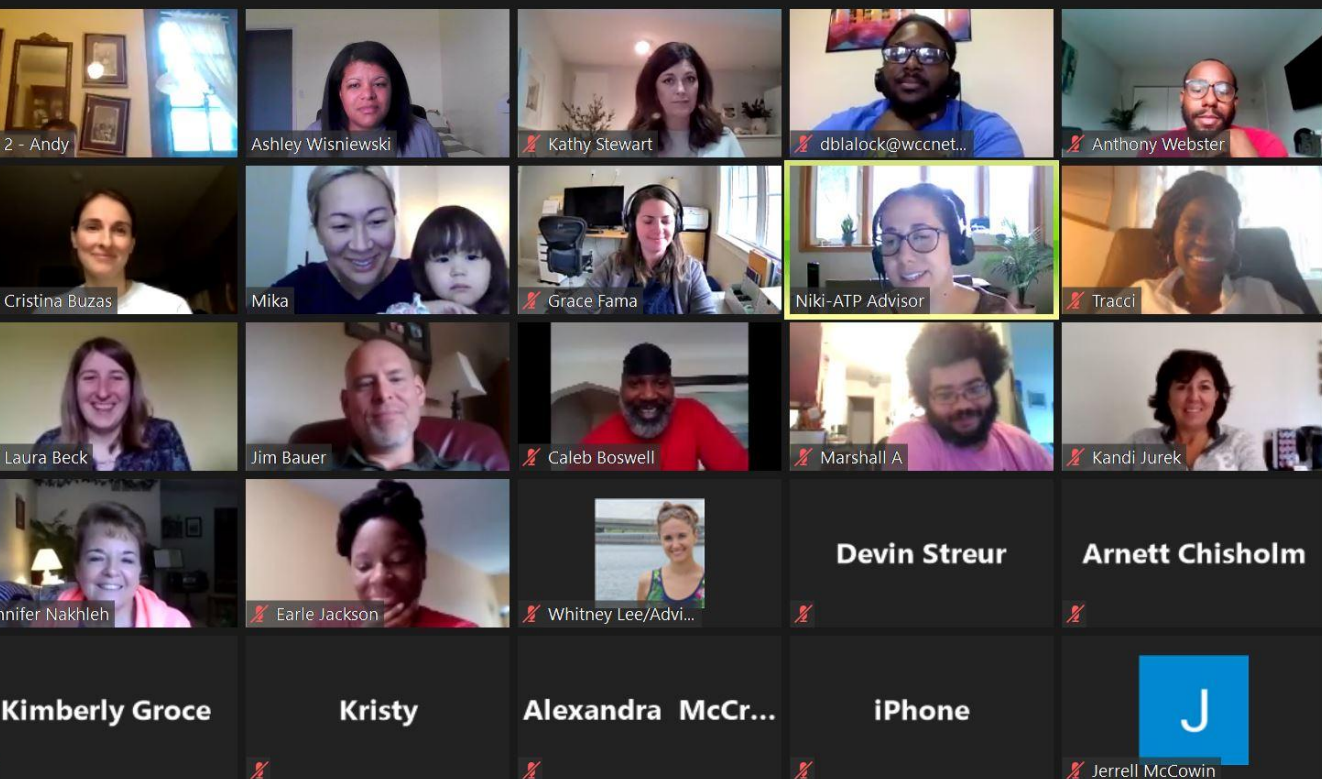 2 - Andy
Ashley Wisniewski
Kathy Stewart
dblalock@wccnet...
Anthony Webster
Cristina Buzas
Mika
Grace Fama
Niki-ATP Advisor
Tracci
Laura Beck
Jim Bauer
Caleb Boswell
Marshall A
Kandi Jurek
nnifer Nakhleh
Earle Jackson
Whitney Lee/Advi...
Devin Streur
Arnett Chisholm
Kimberly Groce
Kristy
Alexandra McCr...
iPhone
J
Jerrell McCowin